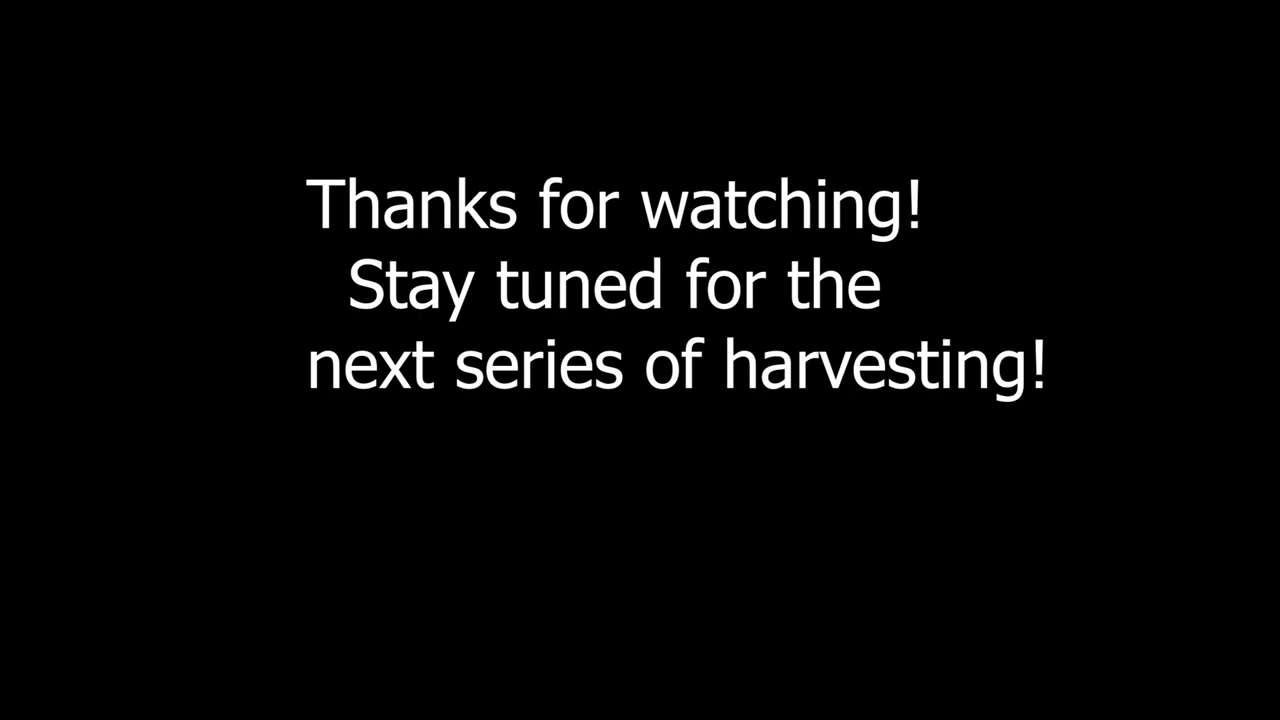 Thanks for watching!
Stay tuned for the
next series of harvesting!